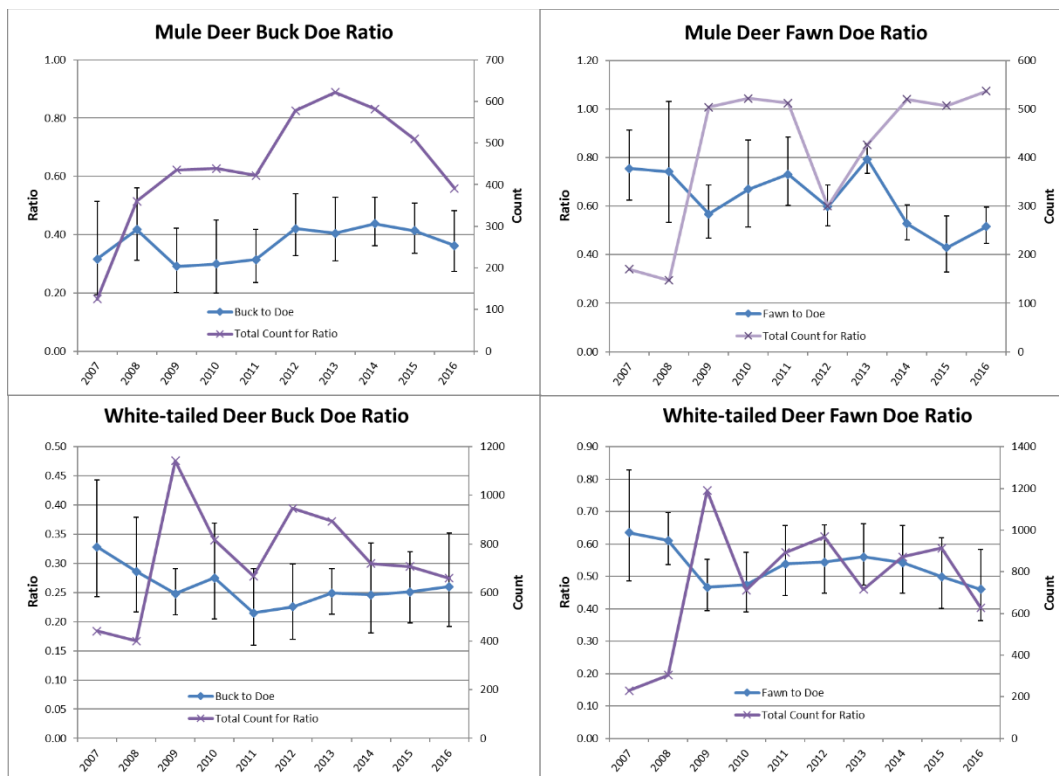 Mule Deer Buck Doe Ratio
1.00
0.80
0.60
0.40
0.20
0.00
Ratio
700
600
500
400
300
200
100
0
Count
Buck to Doe
Total Count for Ratio
2007 2008 2009 2010 2011 2012 2013 2014 2015 2016
Mule Deer Fawn Doe Ratio
1.20
1.00
0.80
0.60
0.40
0.20
0.00
Ratio
600
500
400
300
200
100
0
Count
Fawn to Doe
Total Count for Ratio
2007 2008 2009 2010 2011 2012 2013 2014 2015 2016
White-tailed Deer Buck Doe Ratio
0.50
0.45
0.40
0.35
0.30
0.25
0.20
0.15
0.10
0.05
0.00
Ratio
1200
1000
800
600
400
200
0
Count
Buck to Doe
Total Count for Ratio
2007 2008 2009 2010 2011 2012 2013 2014 2015 2016
White-tailed Deer Fawn Doe Ratio
0.90
0.80
0.70
0.60
0.50
0.40
0.30
0.20
0.10
0.00
Ratio
1400
1200
1000
800
600
400
200
0
Count
Fawn to Doe
Total Count for Ratio
2007 2008 2009 2010 2011 2012 2013 2014 2015 2016